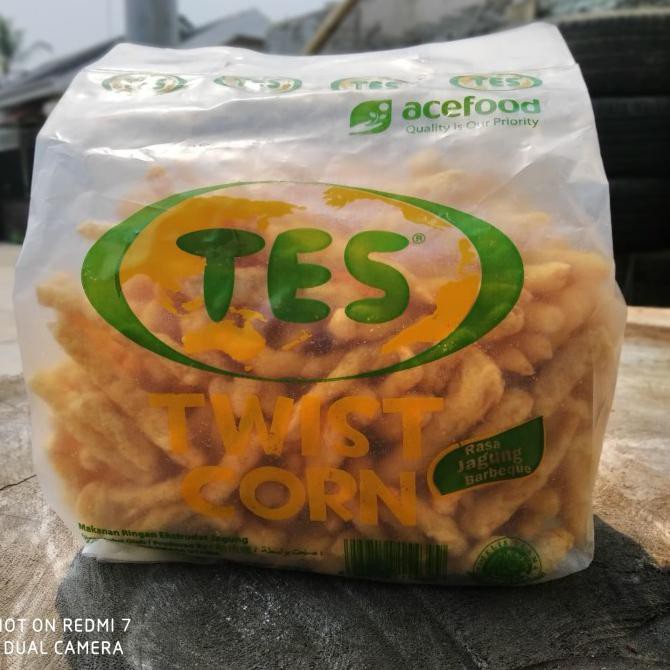 TES TES TES TES
acefood
Quality Is Our Priority
TES®
TWIST
CORN
Rasa
Jagung
Barbeque
Makanan Ringan Ekstrudat Jagung
SHOT ON REDMI 7
DUAL CAMERA